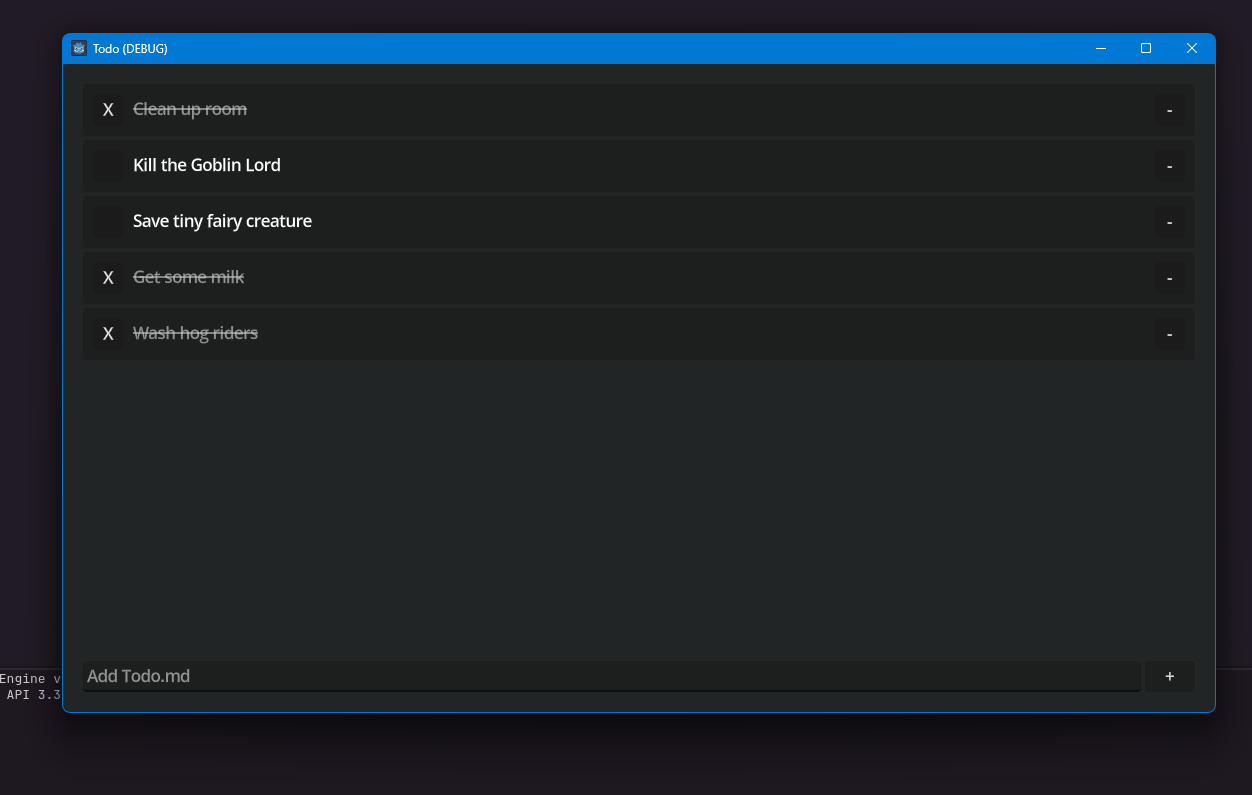 Todo (DEBUG)
X Clean up room -
Kill the Goblin Lord -
Save tiny fairy creature -
X Get some milk -
X Wash hog riders -
Engine v
API 3.3
Add Todo.md +